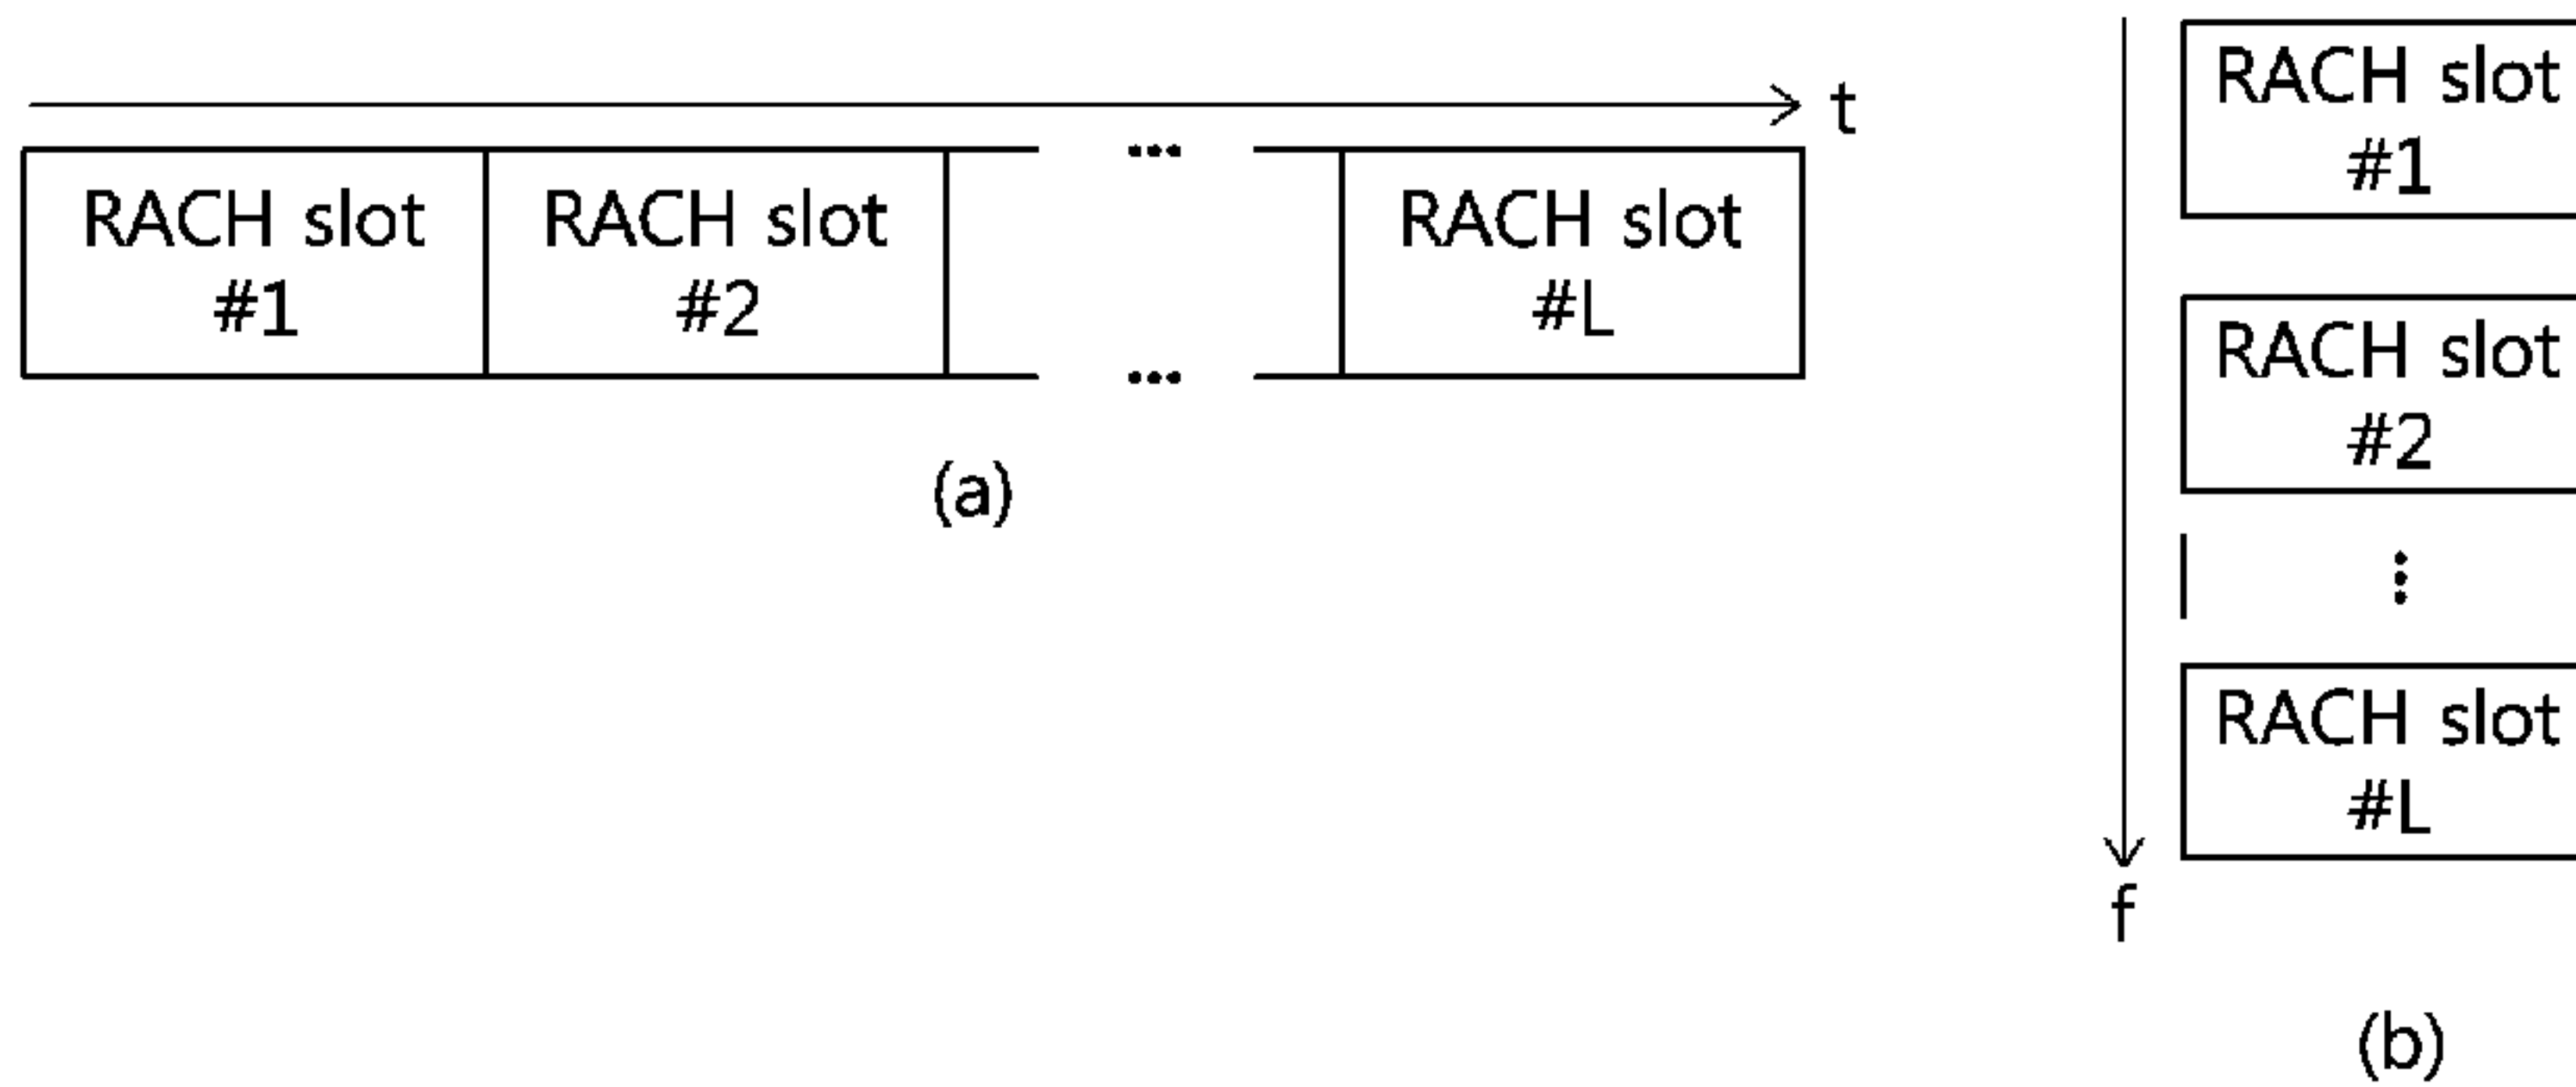 t
RACH slot
#1
RACH slot
#2
...
...
RACH slot
#L
(a)
RACH slot
#1
RACH slot
#2
⋮
RACH slot
#L
f
(b)